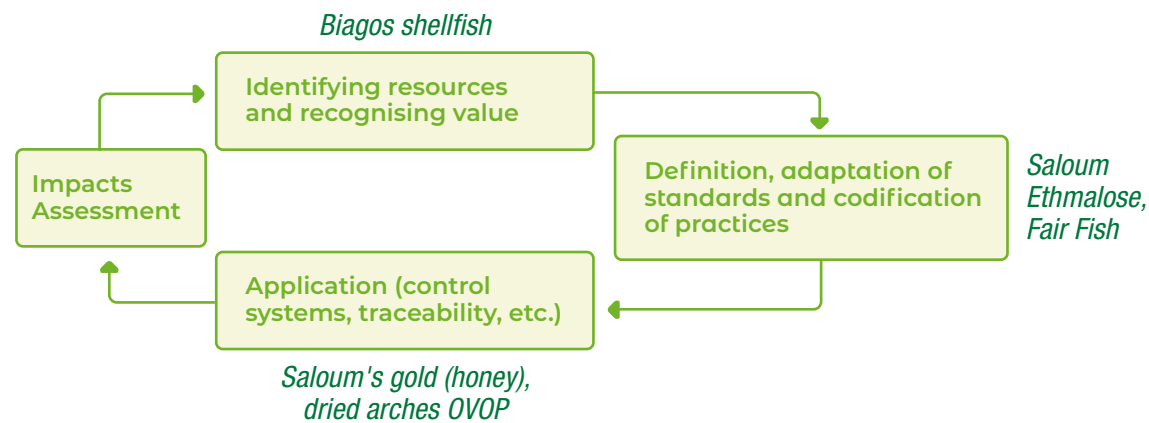 Biagos shellfish
Identifying resources
and recognising value
Impacts
Assessment
Definition, adaptation of
standards and codification
of practices
Saloum
Ethmalose,
Fair Fish
Application (control
systems, traceability, etc.)
Saloum's gold (honey),
dried arches OVOP